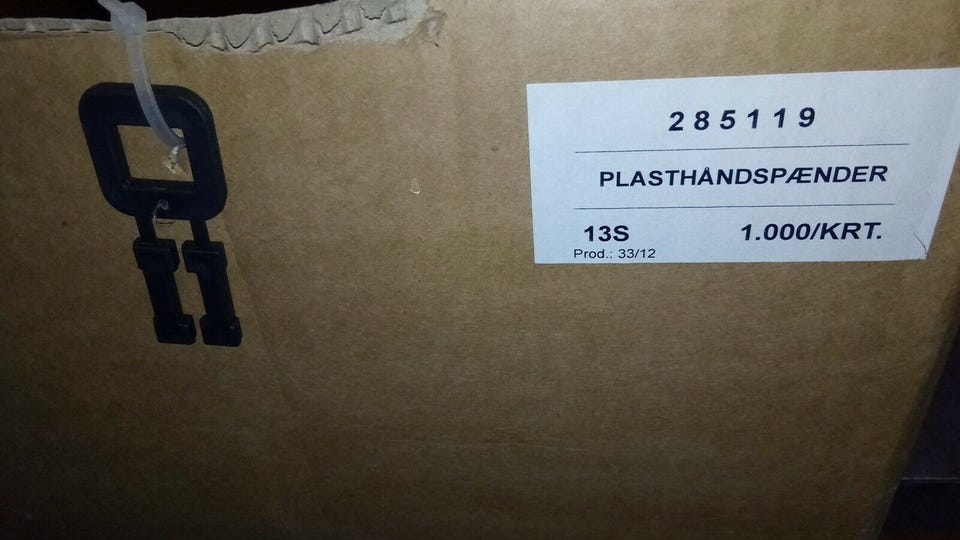 285119
PLASTHÅNDSPÆNDER
13S 1.000/KRT.
Prod.: 33/12